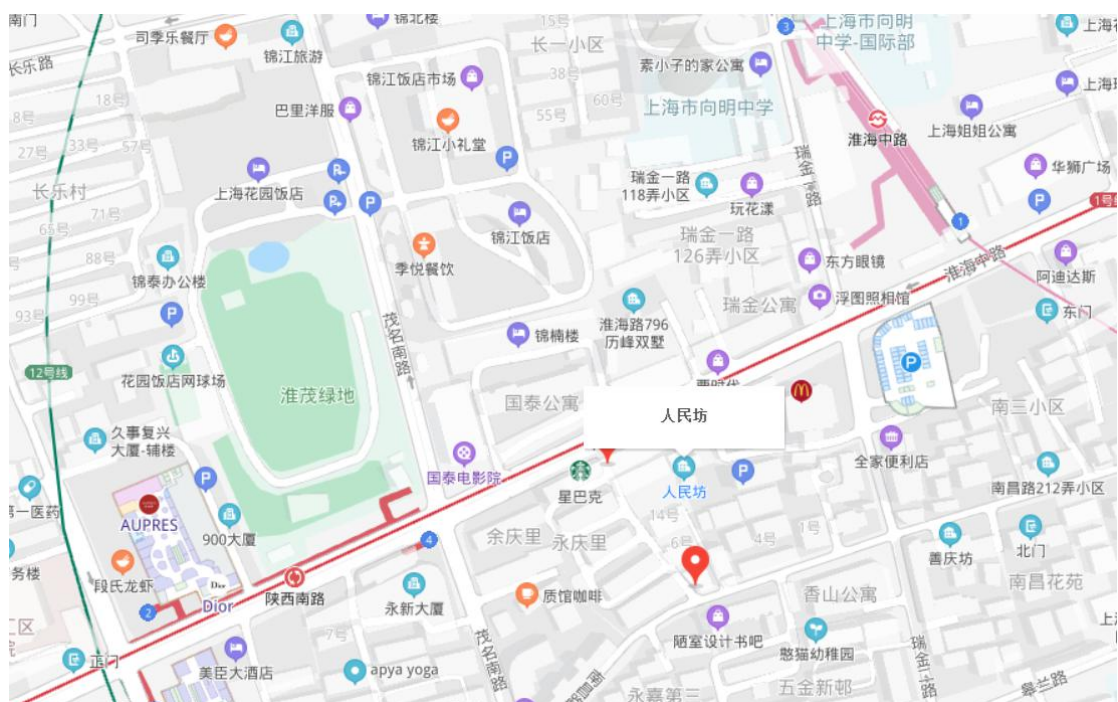 南门
锦北楼
15号
上海市向明
中学-国际部
司季乐餐厅
锦江旅游
长一小区
3
长乐路
锦江饭店市场
38号
素小子的家公寓
18号
巴里洋服
60号
上海市向明中学
55号
淮海中路
上海姐姐公寓
27号
33号
57号
锦江小礼堂
P
瑞金一路
华狮广场
长乐村
上海花园饭店
瑞金一路
118弄小区
玩花漾
P
71号
P
锦江饭店
1
65号
瑞金一路
126弄小区
88号
锦泰办公楼
季悦餐饮
东方眼镜
淮海中路
阿迪达斯
99号
瑞金公寓
浮图照相馆
东门
93号
P
茂名南路
锦楠楼
淮海路796
历峰双墅
12号线
花园饭店网球场
P
淮茂绿地
国泰公寓
人民坊
南三小区
久事复兴
大厦-辅楼
国泰电影院
全家便利店
P
星巴克
人民坊
P
南昌路212弄小区
AUPRES
900大厦
14号
1号
余庆里
永庆里
6号
4号
善庆坊
北门
4
段氏龙虾
Dior
陕西南路
永新大厦
质馆咖啡
香山公寓
南昌花苑
2
Dior
7号
陋室设计书吧
憨猫幼稚园
正门
美臣大酒店
apya yoga
茂名南路
南昌路
永嘉第三
五金新邨
瑞金二路
皋兰路